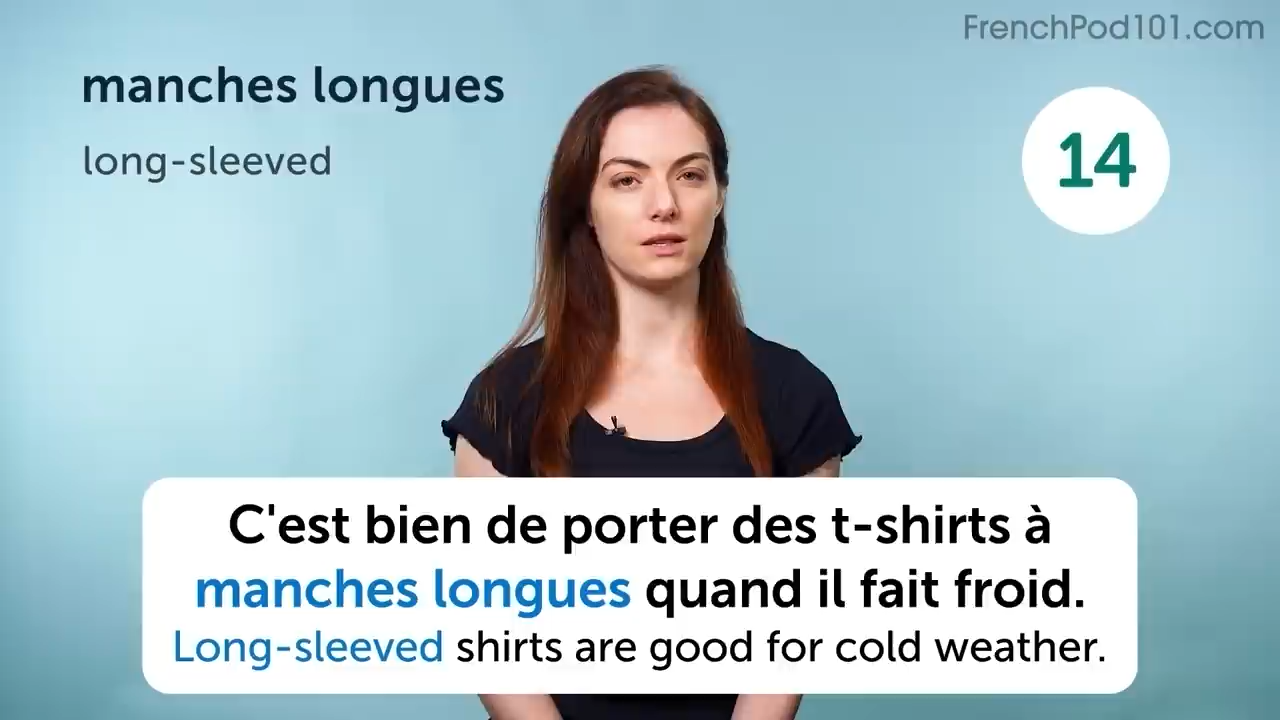 FrenchPod101.com
manches longues
long-sleeved
14
C'est bien de porter des t-shirts à
manches longues quand il fait froid.
Long-sleeved shirts are good for cold weather.